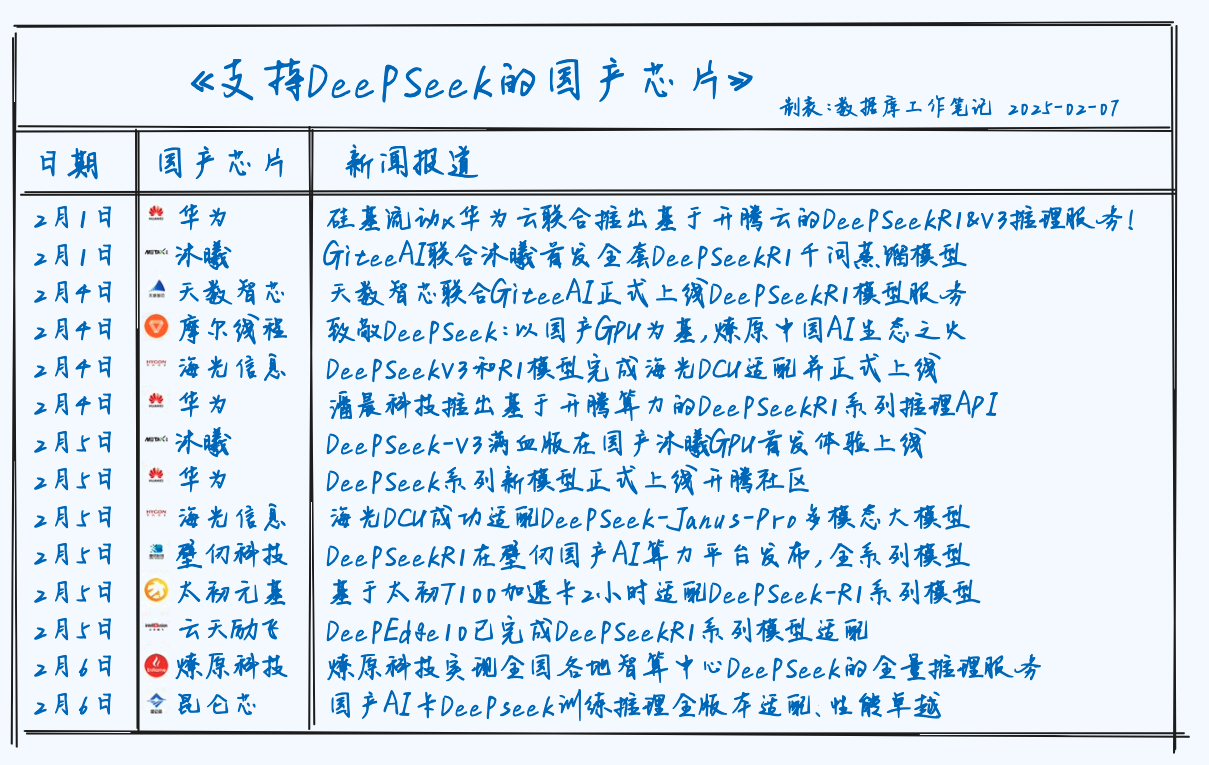 《支持DeepSeek的国产芯片》
制表:数据库工作笔记 2025-02-07
日期 国产芯片 新闻报道
2月1日 HUAWEI 华为 硅基流动x华为云联合推出基于升腾云的DeepSeekR1&V3推理服务!
2月1日 METAX 沐曦 GiteeAI联合沐曦首发全套DeepSeekR1千问蒸馏模型
2月4日 天数智芯 天数智芯 天数智芯联合GiteeAI正式上线DeepSeekR1模型服务
2月4日 摩尔线程 致敬DeepSeek:以国产GPU为基,燎原中国AI生态之火
2月4日 HYGON 海光信息 DeepSeekV3和R1模型完成海光DCU适配并正式上线
2月4日 HUAWEI 华为 潞晨科技推出基于升腾算力的DeepSeekR1系列推理API
2月5日 METAX 沐曦 DeepSeek-V3满血版在国产沐曦GPU首发体验上线
2月5日 HUAWEI 华为 DeepSeek系列新模型正式上线升腾社区
2月5日 HYGON 海光信息 海光DCU成功适配DeepSeek-Janus-Pro多模态大模型
2月5日 壁仞科技 DeepSeekR1在壁仞国产AI算力平台发布,全系列模型
2月5日 太初元基 基于太初T100加速卡2小时适配DeepSeek-R1系列模型
2月5日 云天励飞 DeepEdge10已完成DeepSeekR1系列模型适配
2月6日 燎原科技 燎原科技实现全国各地智算中心DeepSeek的全量推理服务
2月6日 昆仑芯 国产AI卡Deepseek训练推理全版本适配、性能卓越